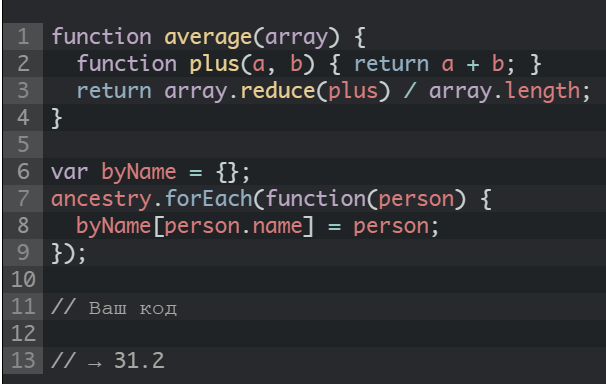 1 function average(array) {
2   function plus(a, b) { return a + b; }
3   return array.reduce(plus) / array.length;
4 }
5
6 var byName = {};
7 ancestry.forEach(function(person) {
8   byName[person.name] = person;
9 });
10
11 // Ваш код
12
13 // → 31.2